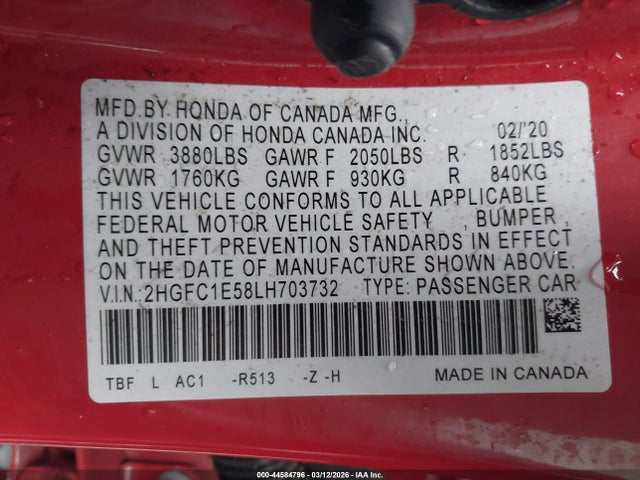 MFD.BY HONDA OF CANADA MFG.,
A DIVISION OF HONDA CANADA INC. 02/'20
GVWR 3880LBS GAWR F 2050LBS R 1852LBS
GVWR 1760KG GAWR F 930KG R 840KG
THIS VEHICLE CONFORMS TO ALL APPLICABLE
FEDERAL MOTOR VEHICLE SAFETY , BUMPER
AND THEFT PREVENTION STANDARDS IN EFFECT
ON THE DATE OF MANUFACTURE SHOWN ABOVE.
V.I.N.:2HGFC1E58LH703732 TYPE: PASSENGER CAR
TBF L AC1 -R513 -Z -H MADE IN CANADA
000-44584796 - 03/12/2026 - IAA Inc.